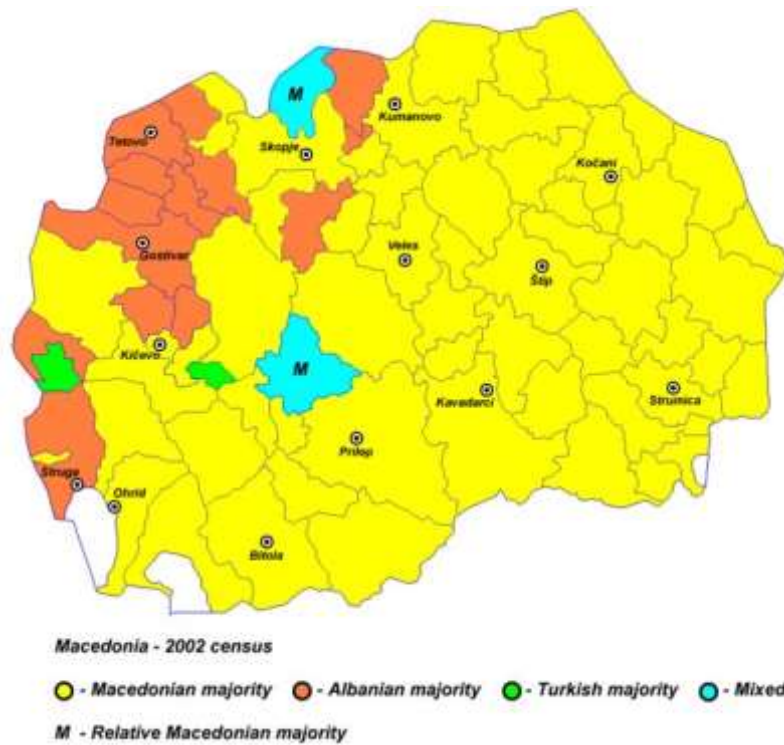 M
Kumanovo
Tetovo
Skopje
Kočani
Gostivar
Veles
Štip
Kičevo
M
Kavadarci
Strumica
Prilep
Struga
Ohrid
Bitola
Macedonia - 2002 census
- Macedonian majority - Albanian majority - Turkish majority - Mixed
M - Relative Macedonian majority